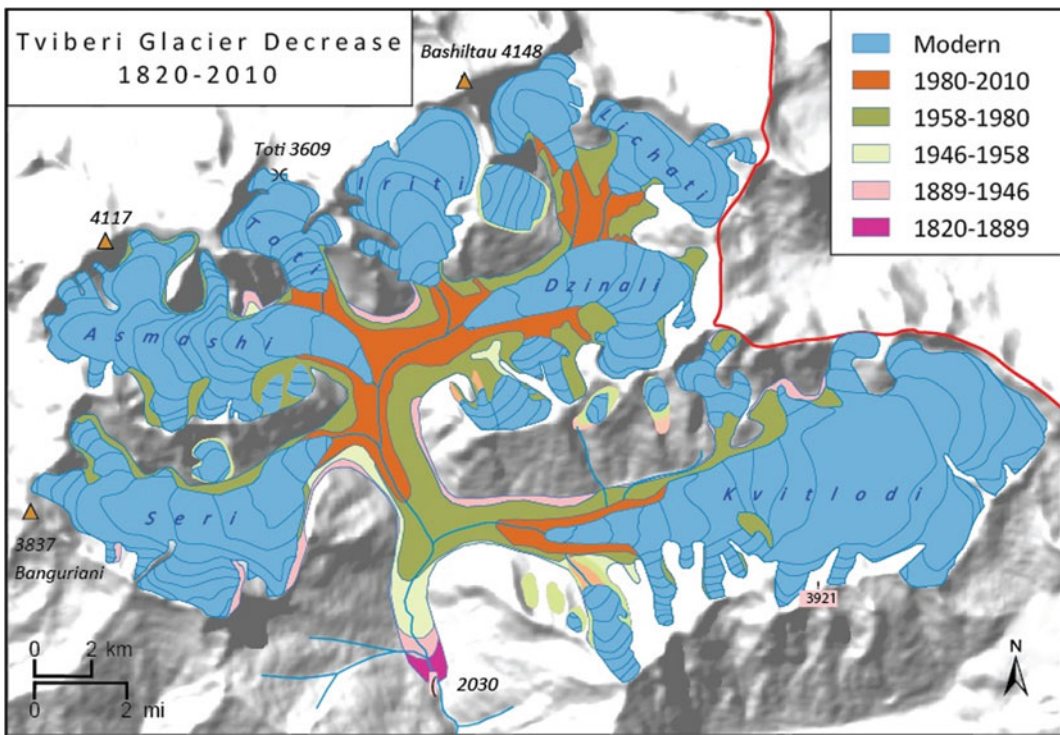 Tviberi Glacier Decrease
1820-2010
Bashiltau 4148
Modern
1980-2010
1958-1980
1946-1958
1889-1946
1820-1889
Lichati
Toti 3609
Iriti
Toti
4117
Dzinali
Asmashi
Kvitlodi
Seri
3837
Banguriani
3921
0 2 km
0 2 mi
2030
N